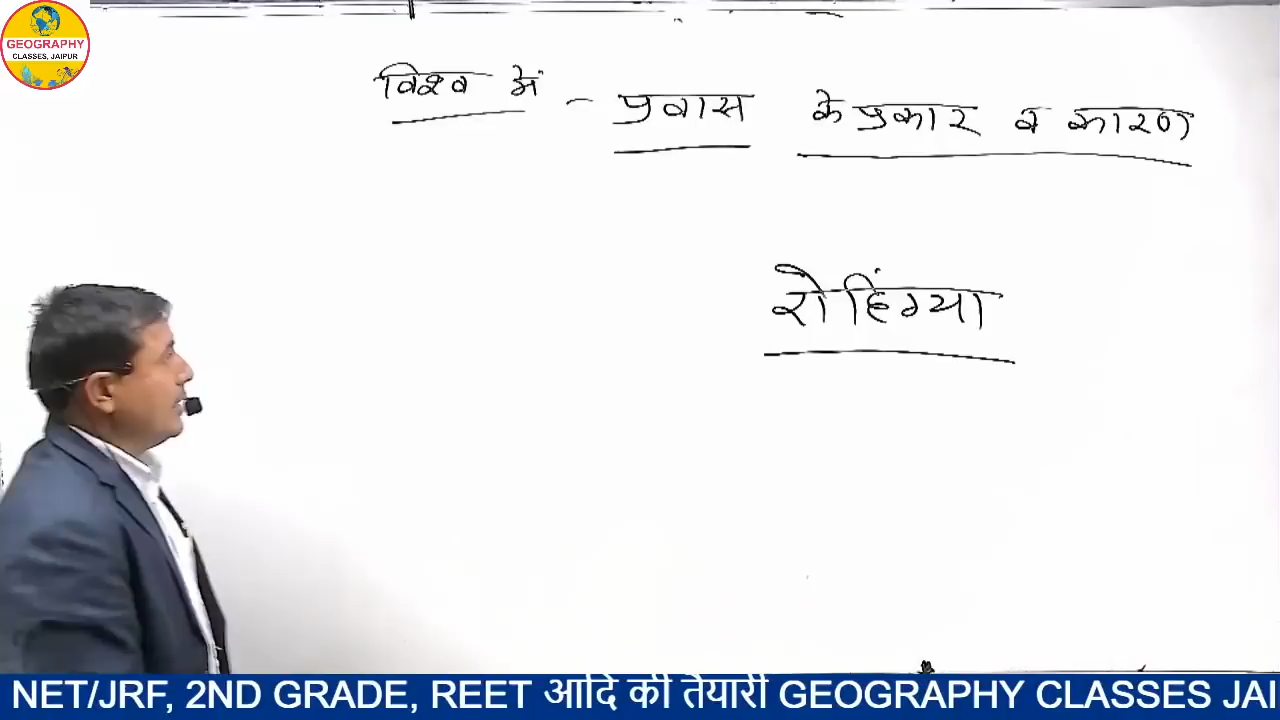 GEOGRAPHY
CLASSES, JAIPUR
विश्व में - प्रवास के प्रकार व कारण
रोहिंग्या
NET/JRF, 2ND GRADE, REET आदि की तैयारी GEOGRAPHY CLASSES JAI